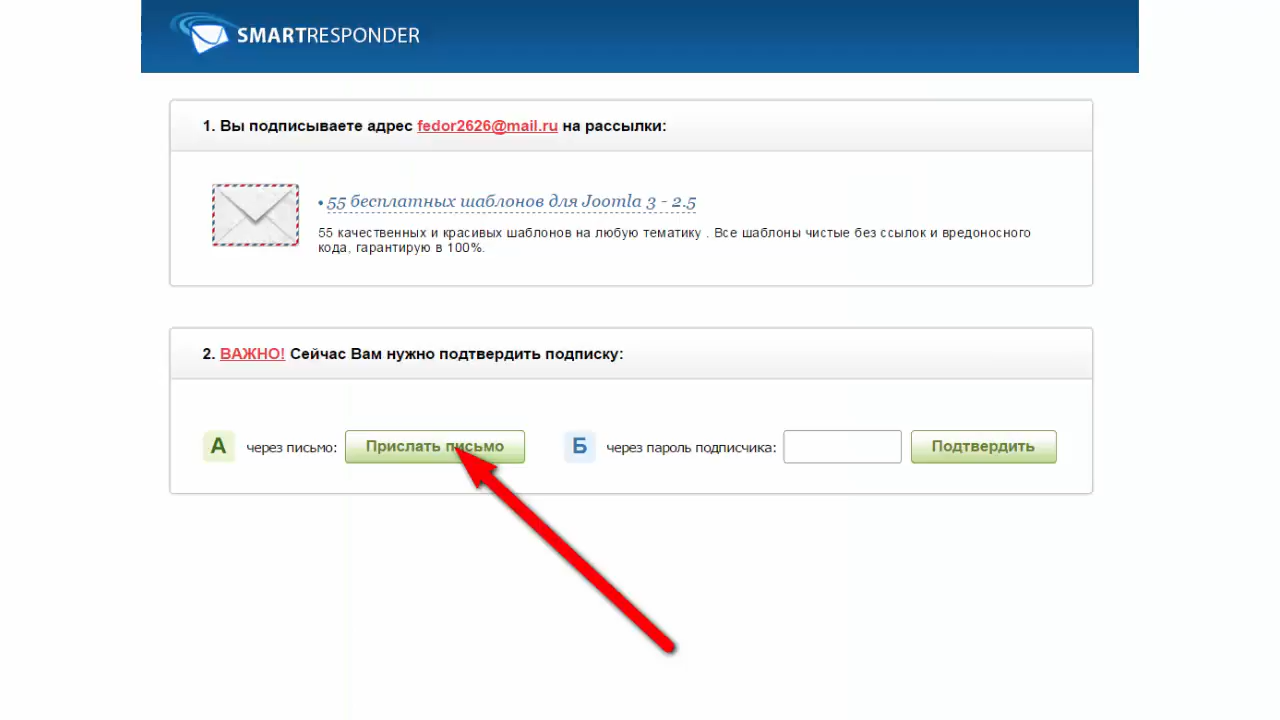 SMARTRESPONDER
1. Вы подписываете адрес fedor2626@mail.ru на рассылки:
• 55 бесплатных шаблонов для Joomla 3 - 2.5
55 качественных и красивых шаблонов на любую тематику . Все шаблоны чистые без ссылок и вредоносного
кода, гарантирую в 100%.
2. ВАЖНО! Сейчас Вам нужно подтвердить подписку:
А через письмо: Прислать письмо Б через пароль подписчика: Подтвердить